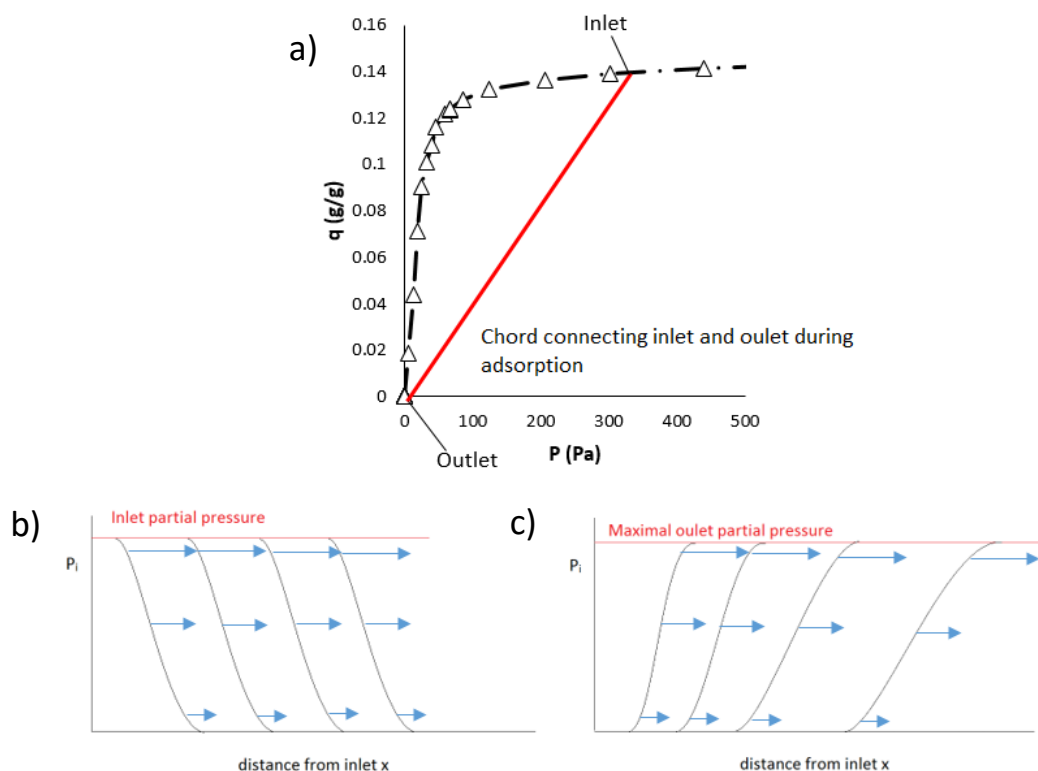 a)
Inlet
0.16
0.14
0.12
0.1
0.08
0.06
0.04
0.02
0
q (g/g)
Chord connecting inlet and oulet during
adsorption
0
100
200
300
400
500
Outlet
P (Pa)
b)
Inlet partial pressure
Pi
distance from inlet x
c)
Maximal oulet partial pressure
Pi
distance from inlet x